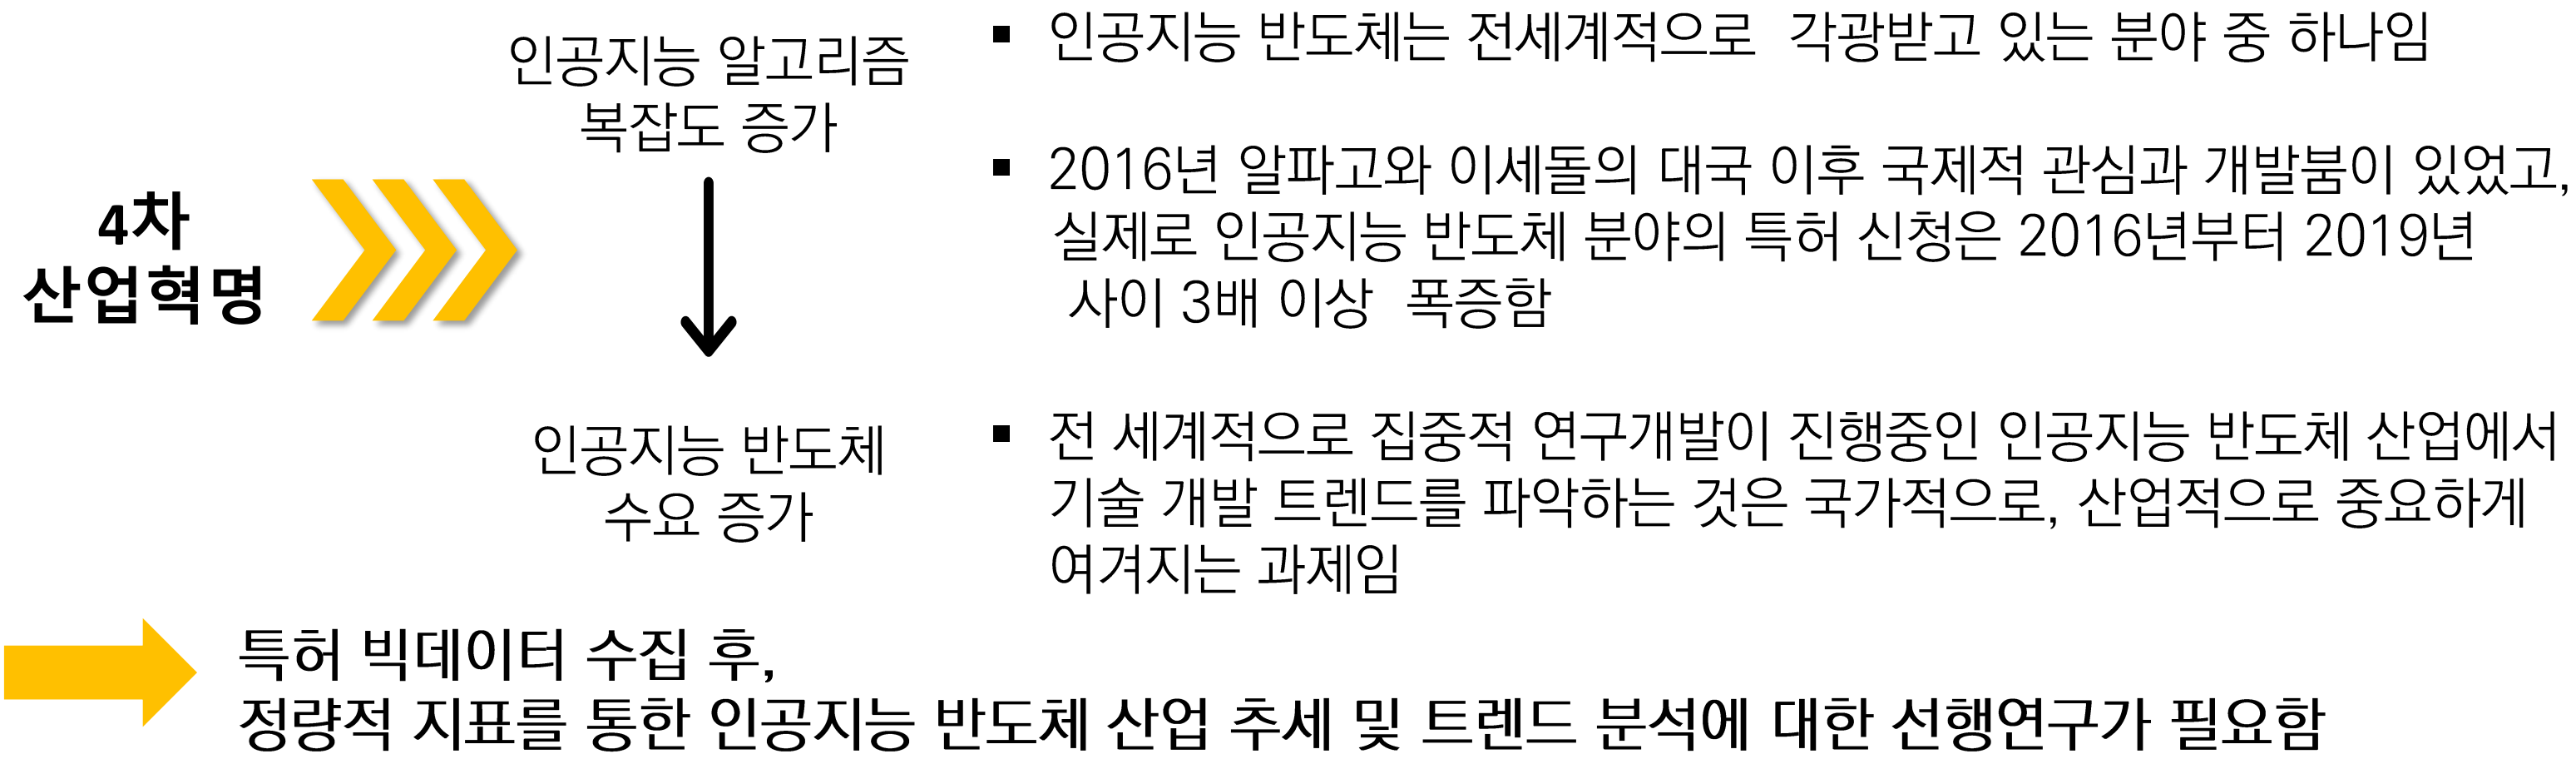 4차
산업혁명
인공지능 알고리즘
복잡도 증가
인공지능 반도체
수요 증가
▪ 인공지능 반도체는 전세계적으로 각광받고 있는 분야 중 하나임
▪ 2016년 알파고와 이세돌의 대국 이후 국제적 관심과 개발붐이 있었고,
실제로 인공지능 반도체 분야의 특허 신청은 2016년부터 2019년
사이 3배 이상 폭증함
▪ 전 세계적으로 집중적 연구개발이 진행중인 인공지능 반도체 산업에서
기술 개발 트렌드를 파악하는 것은 국가적으로, 산업적으로 중요하게
여겨지는 과제임
특허 빅데이터 수집 후,
정량적 지표를 통한 인공지능 반도체 산업 추세 및 트렌드 분석에 대한 선행연구가 필요함